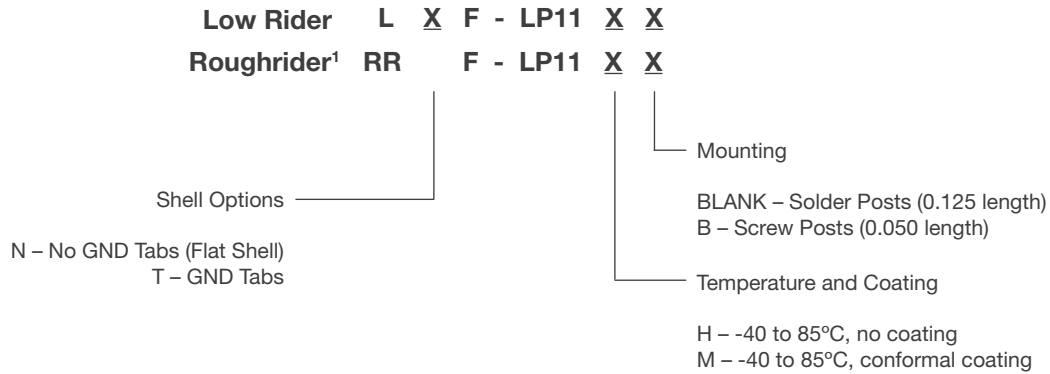 Low Rider L X F - LP11 X X
Roughrider¹ RR F - LP11 X X
Mounting
BLANK – Solder Posts (0.125 length)
B – Screw Posts (0.050 length)
Shell Options
N – No GND Tabs (Flat Shell)
T – GND Tabs
Temperature and Coating
H – -40 to 85ºC, no coating
M – -40 to 85ºC, conformal coating